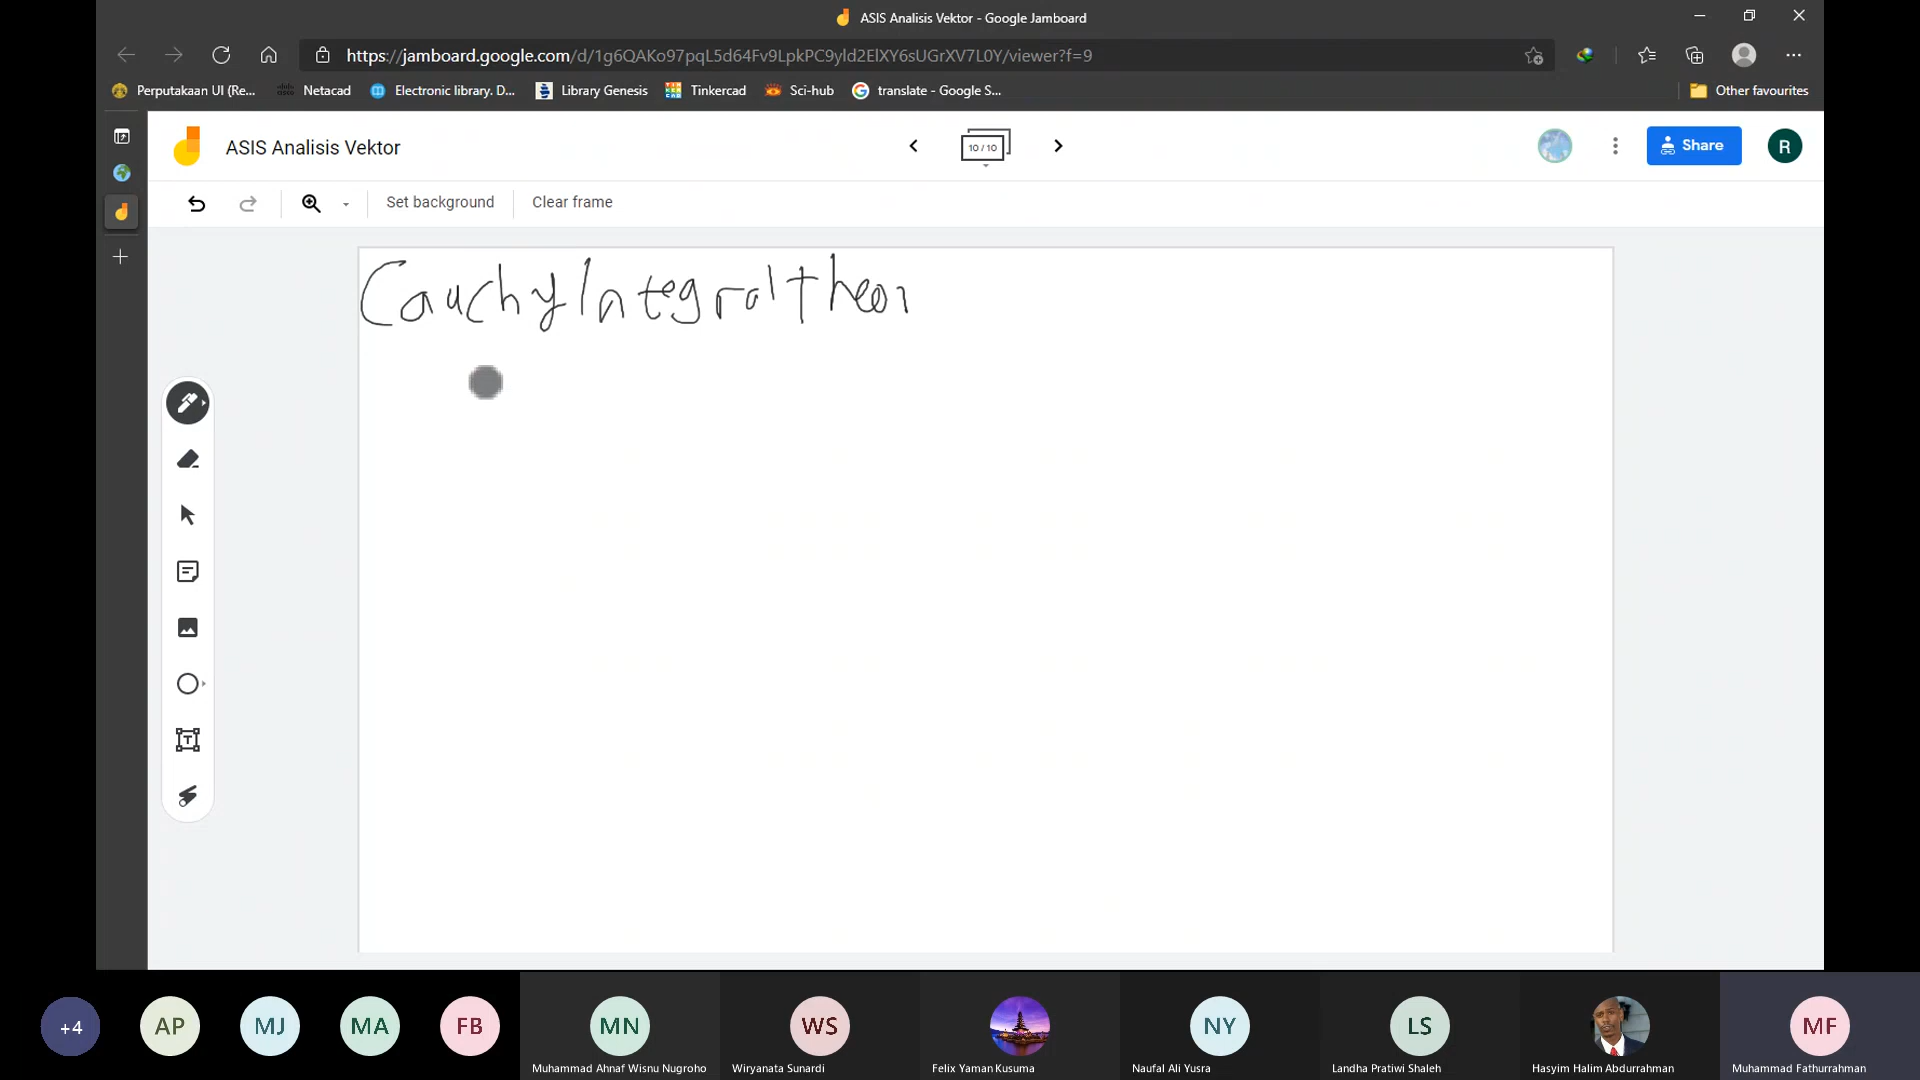 ASIS Analisis Vektor - Google Jamboard
https://jamboard.google.com/d/1g6QAKo97pqL5d64Fv9LpkPC9yld2ElXY6sUGrXV7L0Y/viewer?f=9
Perputakaan UI (Re... Netacad Electronic library. D... Library Genesis Tinkercad Sci-hub translate - Google S... Other favourites
ASIS Analisis Vektor 10 / 10 Share R
Set background Clear frame
Cauchy Integral Theor
+4 AP MJ MA FB MN WS NY LS MF
Muhammad Ahnaf Wisnu Nugroho Wiryanata Sunardi Felix Yaman Kusuma Naufal Ali Yusra Landha Pratiwi Shaleh Hasyim Halim Abdurrahman Muhammad Fathurrahman